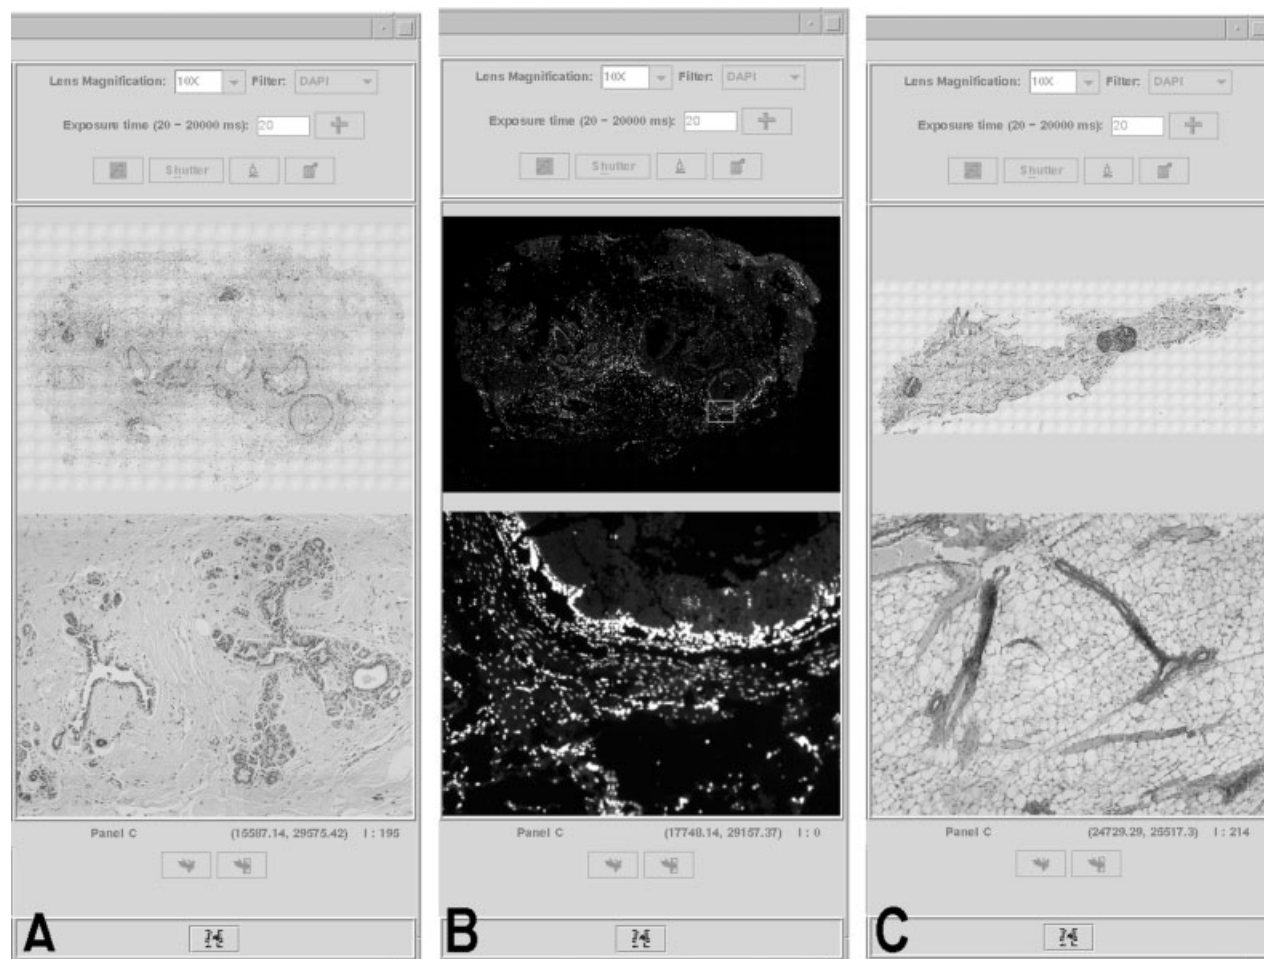 Lens Magnification: 10X Filter: DAPI
Exposure time (20 - 20000 ms): 20
Shutter
Panel C (15587.14, 29575.42) I : 195
A
Lens Magnification: 10X Filter: DAPI
Exposure time (20 - 20000 ms): 20
Shutter
Panel C (17748.14, 29157.37) I : 0
B
Lens Magnification: 10X Filter: DAPI
Exposure time (20 - 20000 ms): 20
Shutter
Panel C (24729.29, 25517.3) I : 214
C